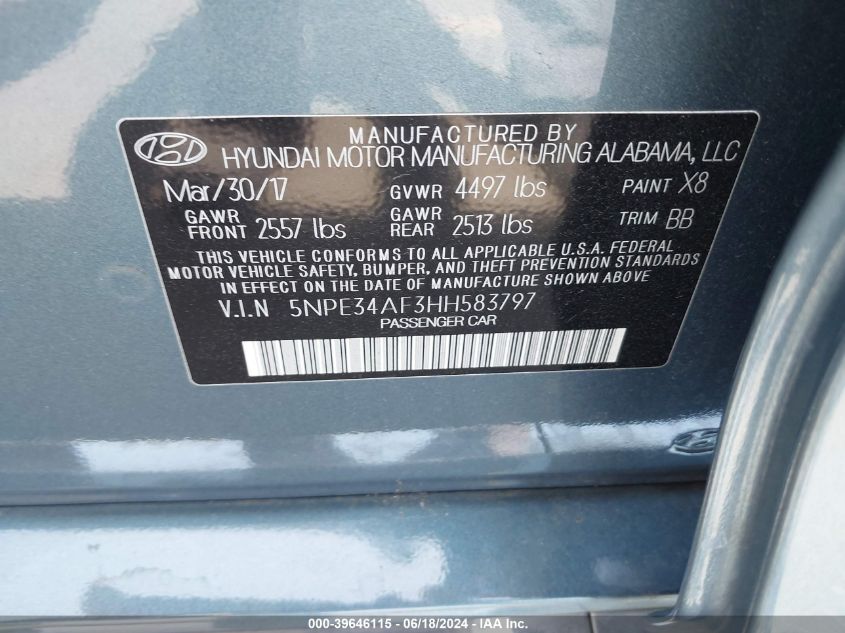 MANUFACTURED BY
HYUNDAI MOTOR MANUFACTURING ALABAMA, LLC
Mar/30/17 GVWR 4497 lbs PAINT X8
GAWR FRONT 2557 lbs GAWR REAR 2513 lbs TRIM BB
THIS VEHICLE CONFORMS TO ALL APPLICABLE U.S.A. FEDERAL
MOTOR VEHICLE SAFETY, BUMPER, AND THEFT PREVENTION STANDARDS
IN EFFECT ON THE DATE OF MANUFACTURE SHOWN ABOVE
V.I.N 5NPE34AF3HH583797
PASSENGER CAR
000-39646115 - 06/18/2024 - IAA Inc.